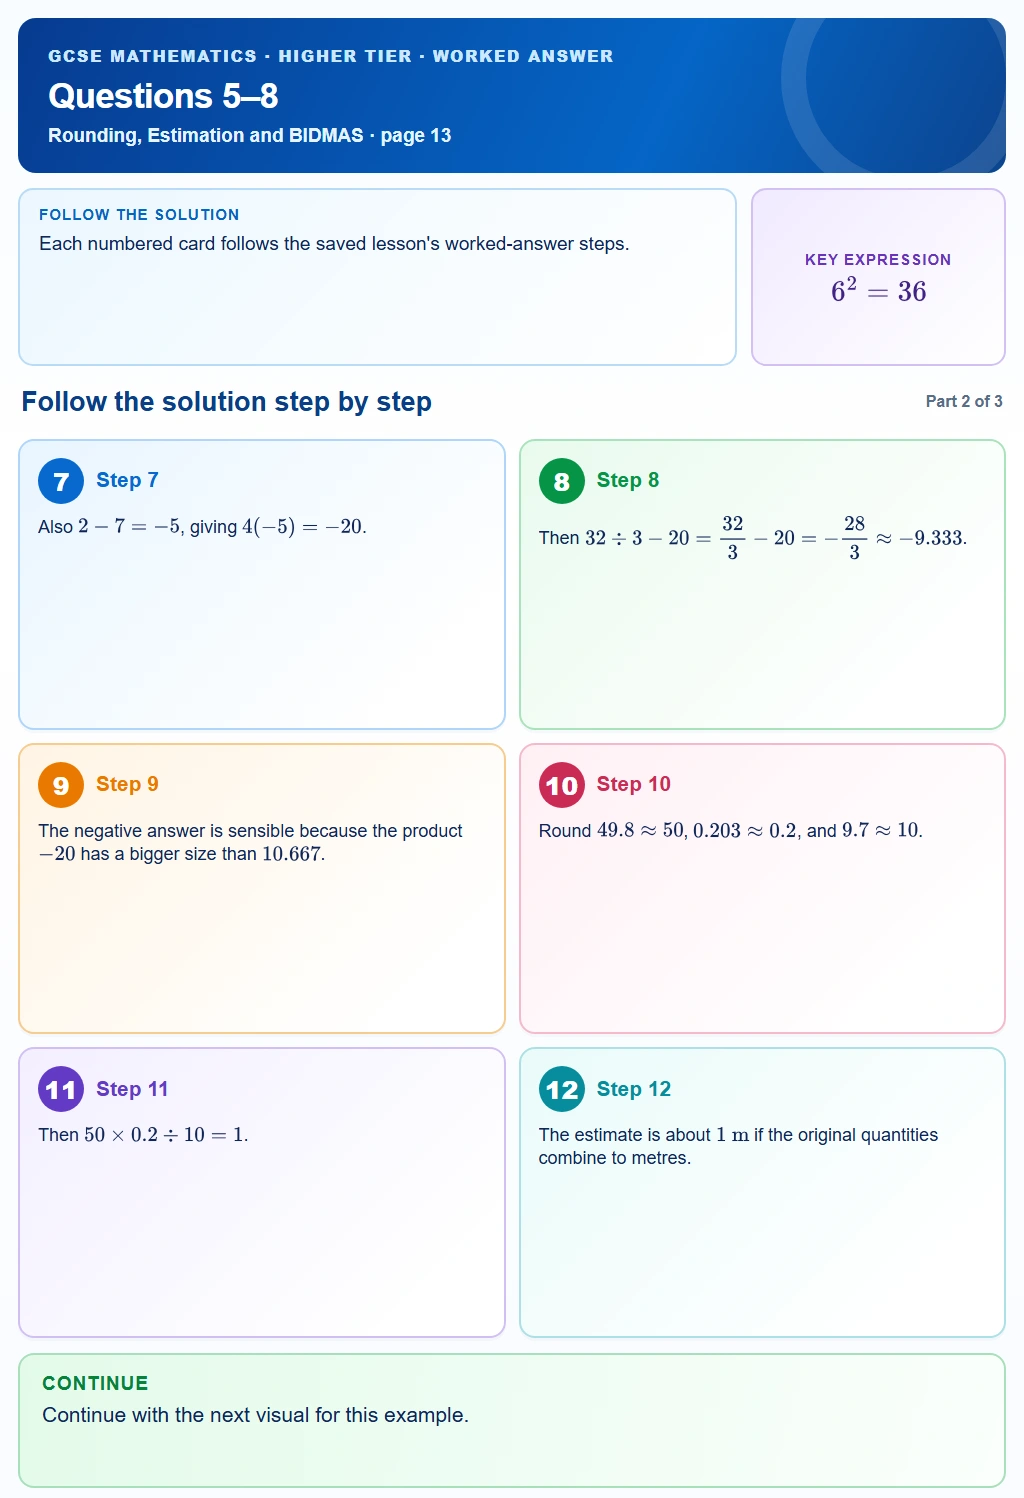 GCSE MATHEMATICS · HIGHER TIER · WORKED ANSWER
Questions 5–8
Rounding, Estimation and BIDMAS · page 13
FOLLOW THE SOLUTION
Each numbered card follows the saved lesson's worked-answer steps.
KEY EXPRESSION
6² = 36
Follow the solution step by step
Part 2 of 3
7 Step 7
Also 2 − 7 = −5, giving 4(−5) = −20.
8 Step 8
Then 32 ÷ 3 − 20 = 32/3 − 20 = −28/3 ≈ −9.333.
9 Step 9
The negative answer is sensible because the product
−20 has a bigger size than 10.667.
10 Step 10
Round 49.8 ≈ 50, 0.203 ≈ 0.2, and 9.7 ≈ 10.
11 Step 11
Then 50 × 0.2 ÷ 10 = 1.
12 Step 12
The estimate is about 1 m if the original quantities
combine to metres.
CONTINUE
Continue with the next visual for this example.